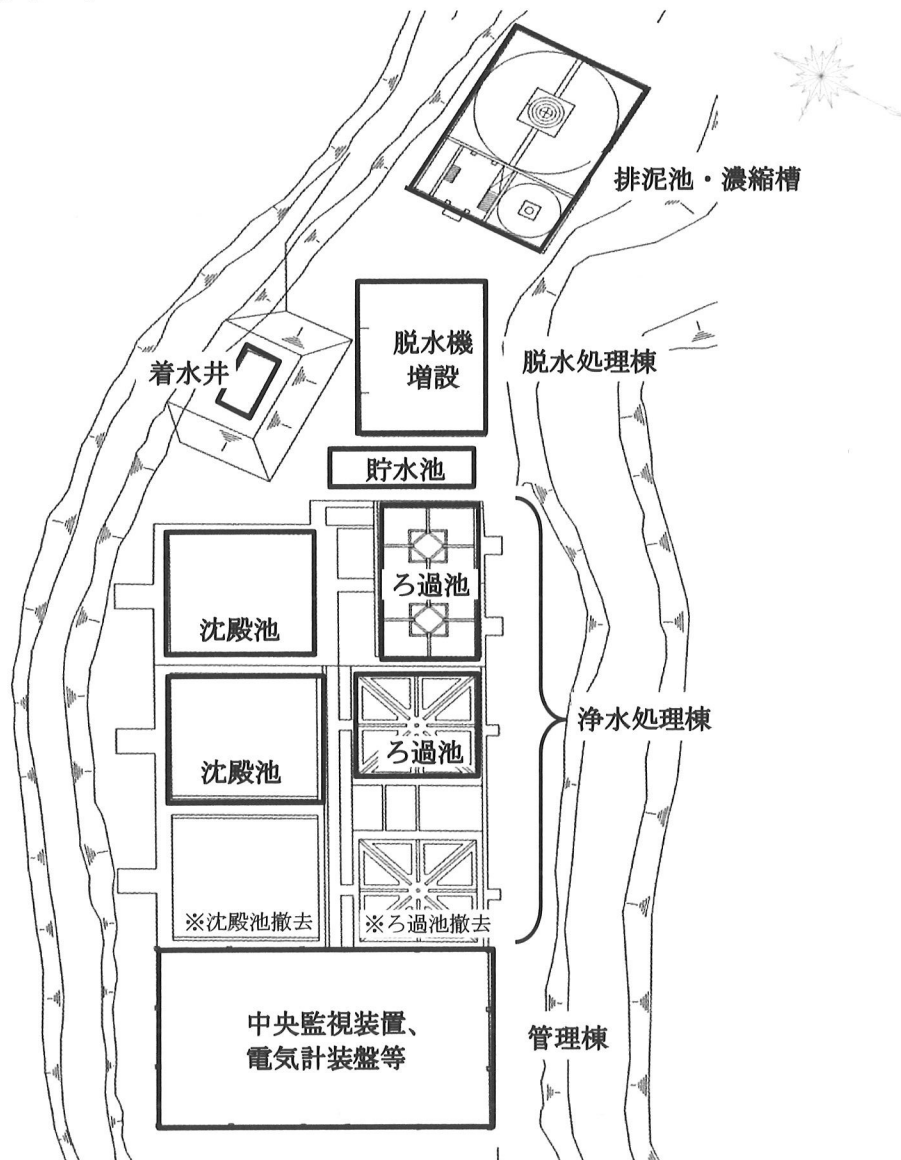 排泥池・濃縮槽
脱水機
増設
脱水処理棟
着水井
貯水池
ろ過池
沈殿池
浄水処理棟
ろ過池
沈殿池
※沈殿池撤去
※ろ過池撤去
中央監視装置、
電気計装盤等
管理棟